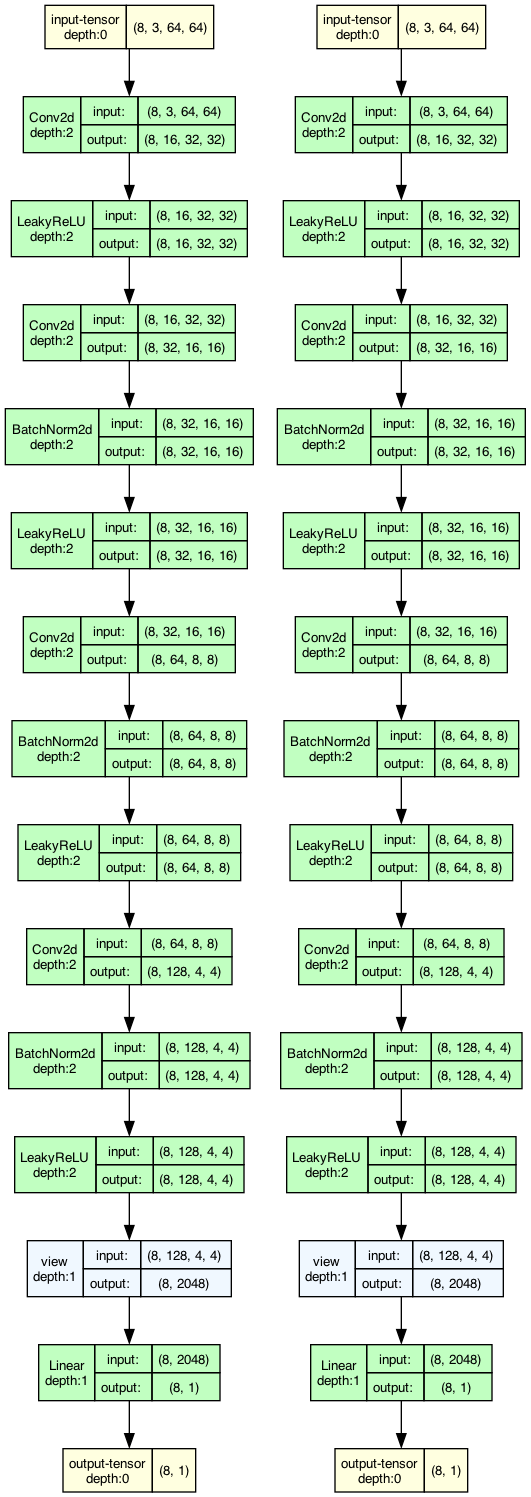 input-tensor
depth:0
(8, 3, 64, 64)
Conv2d
depth:2
input:
(8, 3, 64, 64)
output:
(8, 16, 32, 32)
LeakyReLU
depth:2
input:
(8, 16, 32, 32)
output:
(8, 16, 32, 32)
Conv2d
depth:2
input:
(8, 16, 32, 32)
output:
(8, 32, 16, 16)
BatchNorm2d
depth:2
input:
(8, 32, 16, 16)
output:
(8, 32, 16, 16)
LeakyReLU
depth:2
input:
(8, 32, 16, 16)
output:
(8, 32, 16, 16)
Conv2d
depth:2
input:
(8, 32, 16, 16)
output:
(8, 64, 8, 8)
BatchNorm2d
depth:2
input:
(8, 64, 8, 8)
output:
(8, 64, 8, 8)
LeakyReLU
depth:2
input:
(8, 64, 8, 8)
output:
(8, 64, 8, 8)
Conv2d
depth:2
input:
(8, 64, 8, 8)
output:
(8, 128, 4, 4)
BatchNorm2d
depth:2
input:
(8, 128, 4, 4)
output:
(8, 128, 4, 4)
LeakyReLU
depth:2
input:
(8, 128, 4, 4)
output:
(8, 128, 4, 4)
view
depth:1
input:
(8, 128, 4, 4)
output:
(8, 2048)
Linear
depth:1
input:
(8, 2048)
output:
(8, 1)
output-tensor
depth:0
(8, 1)
input-tensor
depth:0
(8, 3, 64, 64)
Conv2d
depth:2
input:
(8, 3, 64, 64)
output:
(8, 16, 32, 32)
LeakyReLU
depth:2
input:
(8, 16, 32, 32)
output:
(8, 16, 32, 32)
Conv2d
depth:2
input:
(8, 16, 32, 32)
output:
(8, 32, 16, 16)
BatchNorm2d
depth:2
input:
(8, 32, 16, 16)
output:
(8, 32, 16, 16)
LeakyReLU
depth:2
input:
(8, 32, 16, 16)
output:
(8, 32, 16, 16)
Conv2d
depth:2
input:
(8, 32, 16, 16)
output:
(8, 64, 8, 8)
BatchNorm2d
depth:2
input:
(8, 64, 8, 8)
output:
(8, 64, 8, 8)
LeakyReLU
depth:2
input:
(8, 64, 8, 8)
output:
(8, 64, 8, 8)
Conv2d
depth:2
input:
(8, 64, 8, 8)
output:
(8, 128, 4, 4)
BatchNorm2d
depth:2
input:
(8, 128, 4, 4)
output:
(8, 128, 4, 4)
LeakyReLU
depth:2
input:
(8, 128, 4, 4)
output:
(8, 128, 4, 4)
view
depth:1
input:
(8, 128, 4, 4)
output:
(8, 2048)
Linear
depth:1
input:
(8, 2048)
output:
(8, 1)
output-tensor
depth:0
(8, 1)